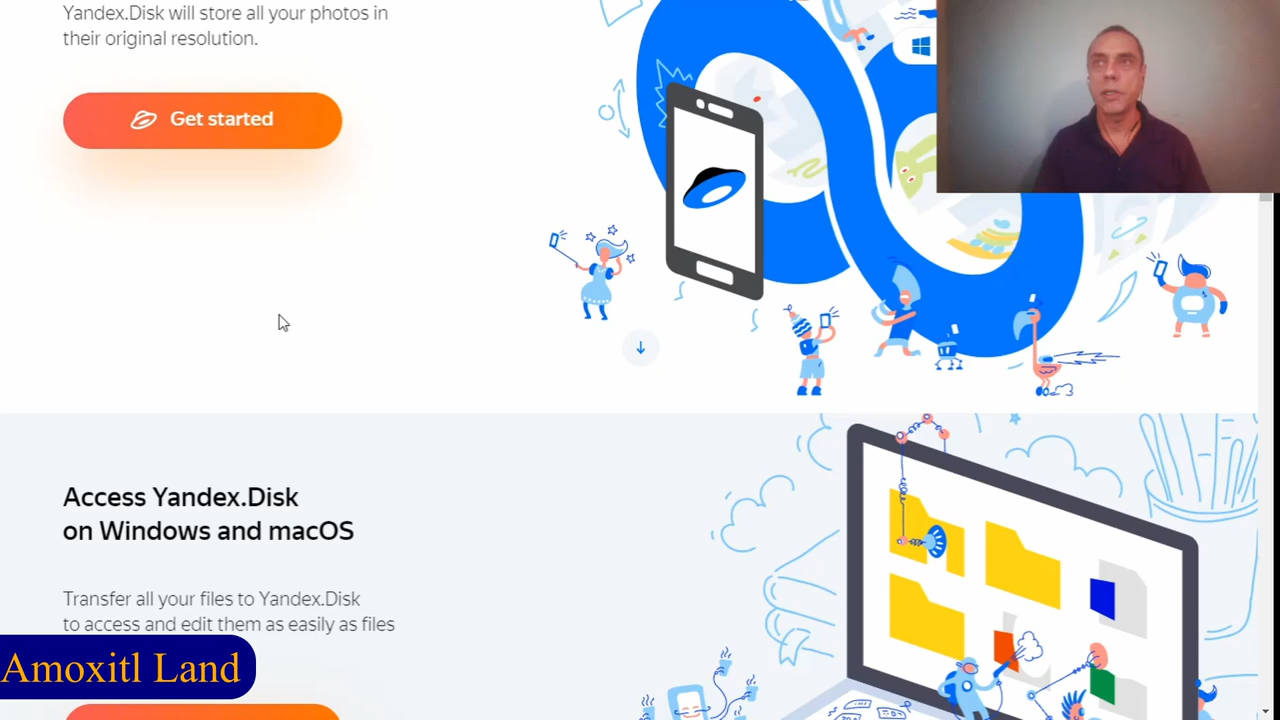 Yandex.Disk will store all your photos in
their original resolution.
Get started
Access Yandex.Disk
on Windows and macOS
Transfer all your files to Yandex.Disk
to access and edit them as easily as files
Amoxitl Land